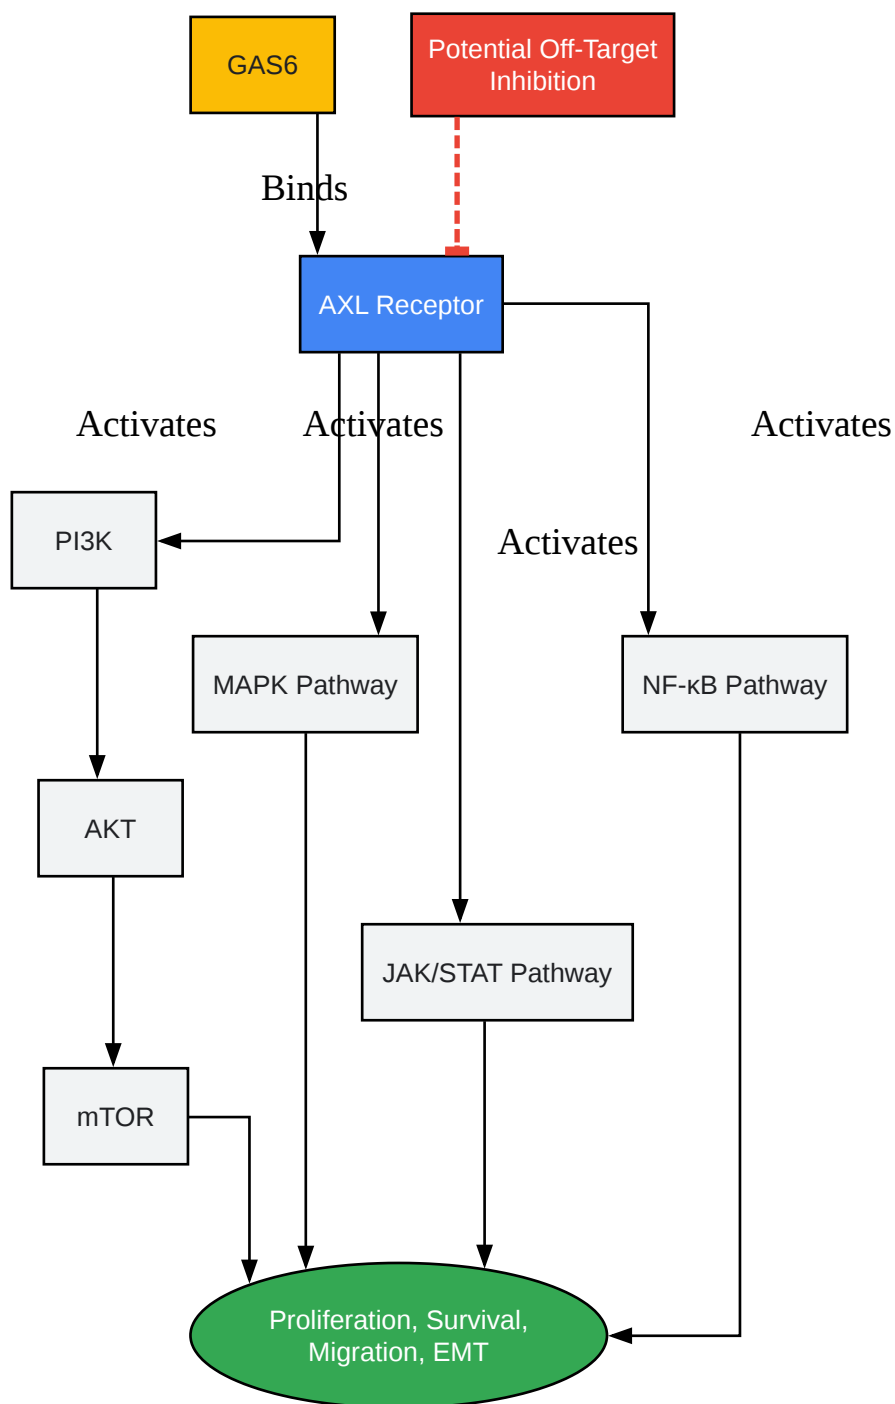 GAS6
Potential Off-Target
Inhibition
Binds
AXL Receptor
Activates
Activates
Activates
PI3K
Activates
MAPK Pathway
NF-κB Pathway
AKT
JAK/STAT Pathway
mTOR
Proliferation, Survival,
Migration, EMT